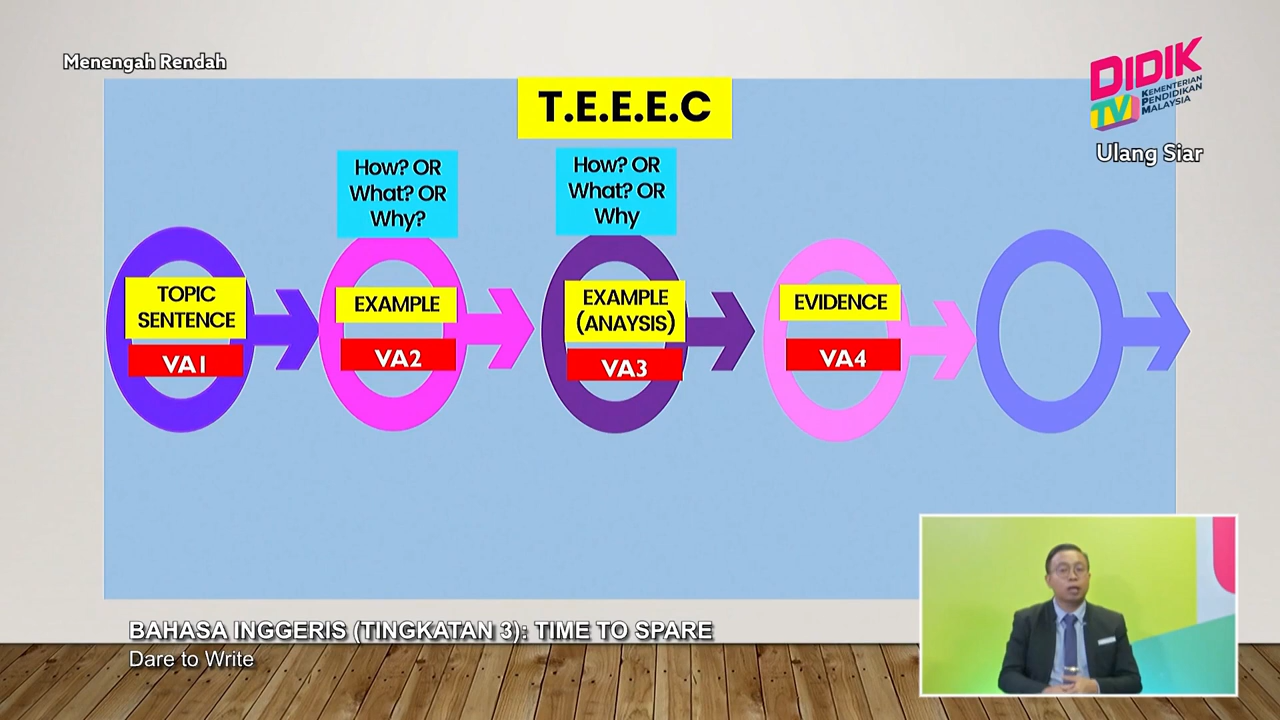 Menengah Rendah
DIDIK
TV
KEMENTERIAN
PENDIDIKAN
MALAYSIA
Ulang Siar
T.E.E.E.C
How? OR
What? OR
Why?
How? OR
What? OR
Why
TOPIC
SENTENCE
VA1
EXAMPLE
VA2
EXAMPLE
(ANAYSIS)
VA3
EVIDENCE
VA4
BAHASA INGGERIS (TINGKATAN 3): TIME TO SPARE
Dare to Write